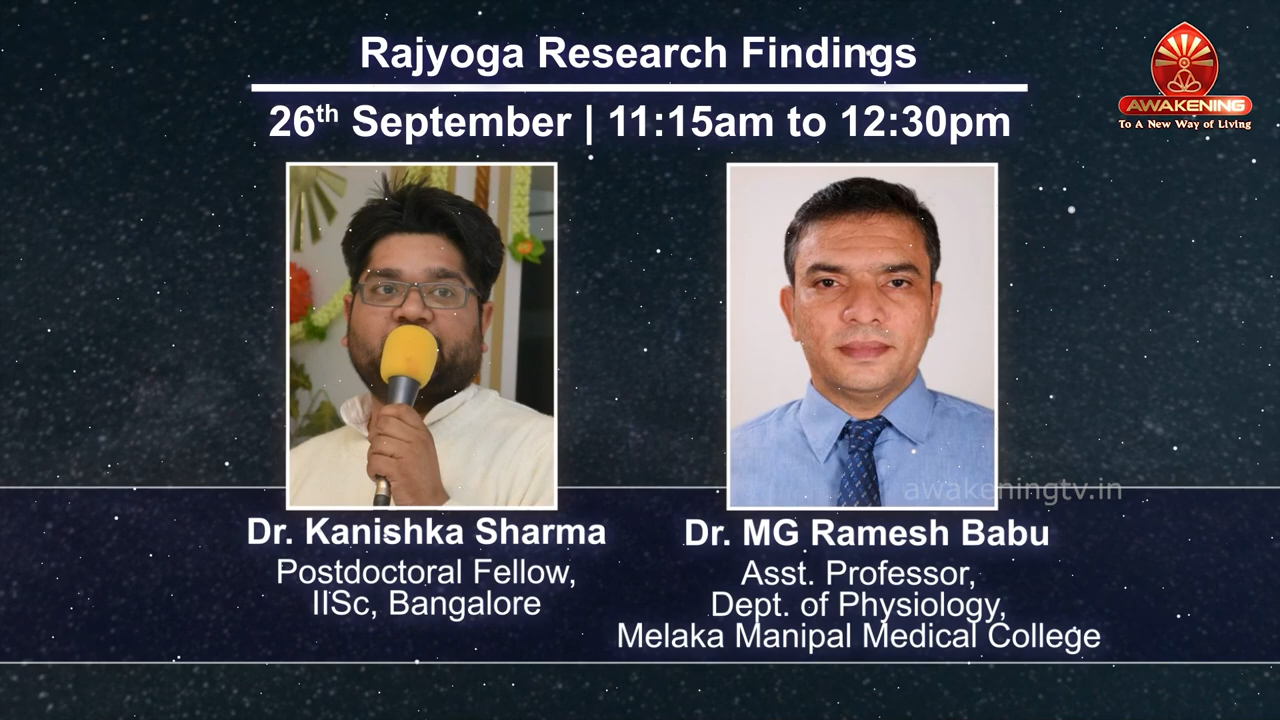 Rajyoga Research Findings
26th September | 11:15am to 12:30pm
AWAKENING
To A New Way of Living
awakeningtv.in
Dr. Kanishka Sharma
Postdoctoral Fellow,
IISc, Bangalore
Dr. MG Ramesh Babu
Asst. Professor,
Dept. of Physiology,
Melaka Manipal Medical College